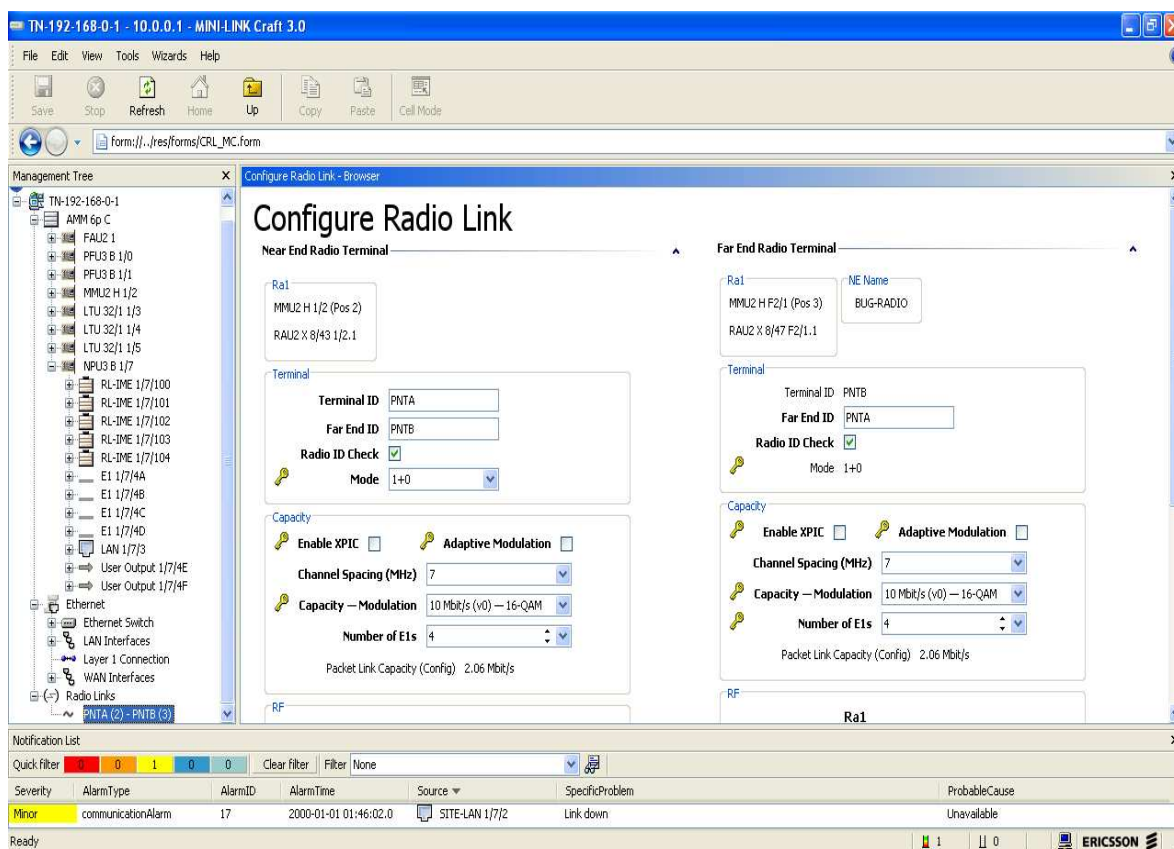 TN-192-168-0-1 - 10.0.0.1 - MINI-LINK Craft 3.0
File Edit View Tools Wizards Help
Save Stop Refresh Home Up Copy Paste Cell Mode
form://../res/forms/CRL_MC.form
Management Tree X
TN-192-168-0-1
AMM 6p C
FAU2 1
PFU3 B 1/0
PFU3 B 1/1
MMU2 H 1/2
LTU 32/1 1/3
LTU 32/1 1/4
LTU 32/1 1/5
NPU3 B 1/7
RL-IME 1/7/100
RL-IME 1/7/101
RL-IME 1/7/102
RL-IME 1/7/103
RL-IME 1/7/104
E1 1/7/4A
E1 1/7/4B
E1 1/7/4C
E1 1/7/4D
LAN 1/7/3
User Output 1/7/4E
User Output 1/7/4F
Ethernet
Ethernet Switch
LAN Interfaces
Layer 1 Connection
WAN Interfaces
Radio Links
PNTA (2) - PNTB (3)
Configure Radio Link - Browser
Configure Radio Link
Near End Radio Terminal
Ra1
MMU2 H 1/2 (Pos 2)
RAU2 X 8/43 1/2.1
Terminal
Terminal ID PNTA
Far End ID PNTB
Radio ID Check
Mode 1+0
Capacity
Enable XPIC Adaptive Modulation
Channel Spacing (MHz) 7
Capacity — Modulation 10 Mbit/s (v0) — 16-QAM
Number of E1s 4
Packet Link Capacity (Config) 2.06 Mbit/s
RF
Far End Radio Terminal
Ra1
MMU2 H F2/1 (Pos 3)
RAU2 X 8/47 F2/1.1
NE Name
BUG-RADIO
Terminal
Terminal ID PNTB
Far End ID PNTA
Radio ID Check
Mode 1+0
Capacity
Enable XPIC Adaptive Modulation
Channel Spacing (MHz) 7
Capacity — Modulation 10 Mbit/s (v0) — 16-QAM
Number of E1s 4
Packet Link Capacity (Config) 2.06 Mbit/s
RF
Ra1
Notification List
Quick filter 0 0 1 0 0 Clear filter Filter None
Severity AlarmType AlarmID AlarmTime Source SpecificProblem ProbableCause
Minor communicationAlarm 17 2000-01-01 01:46:02.0 SITE-LAN 1/7/2 Link down Unavailable
Ready 1 0 ERICSSON